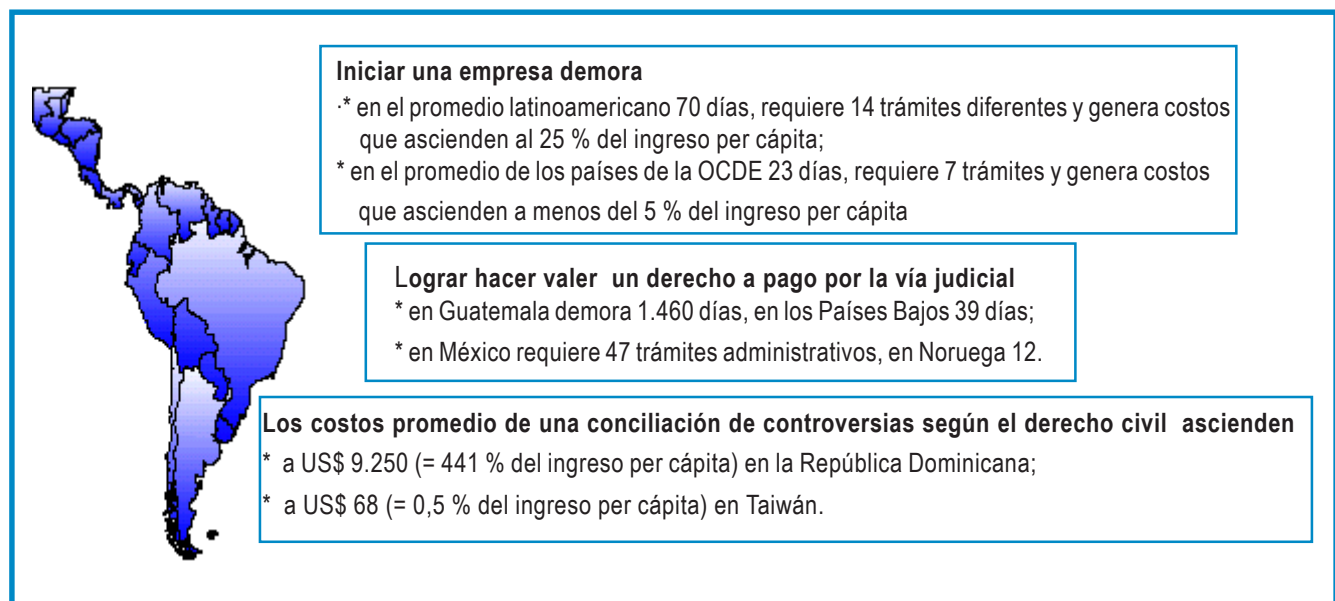 Iniciar una empresa demora
·* en el promedio latinoamericano 70 días, requiere 14 trámites diferentes y genera costos
que ascienden al 25 % del ingreso per cápita;
* en el promedio de los países de la OCDE 23 días, requiere 7 trámites y genera costos
que ascienden a menos del 5 % del ingreso per cápita
Lograr hacer valer un derecho a pago por la vía judicial
* en Guatemala demora 1.460 días, en los Países Bajos 39 días;
* en México requiere 47 trámites administrativos, en Noruega 12.
Los costos promedio de una conciliación de controversias según el derecho civil ascienden
* a US$ 9.250 (= 441 % del ingreso per cápita) en la República Dominicana;
* a US$ 68 (= 0,5 % del ingreso per cápita) en Taiwán.